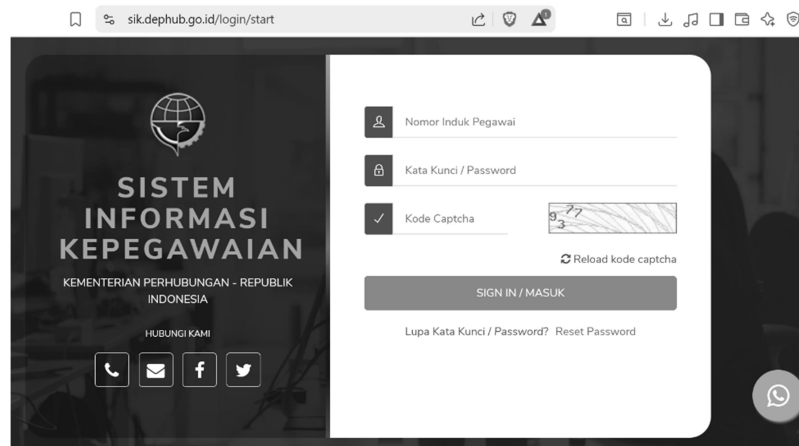 sik.dephub.go.id/login/start
SISTEM
INFORMASI
KEPEGAWAIAN
KEMENTERIAN PERHUBUNGAN - REPUBLIK
INDONESIA
HUBUNGI KAMI
Nomor Induk Pegawai
Kata Kunci / Password
Kode Captcha
9377
Reload kode captcha
SIGN IN / MASUK
Lupa Kata Kunci / Password? Reset Password